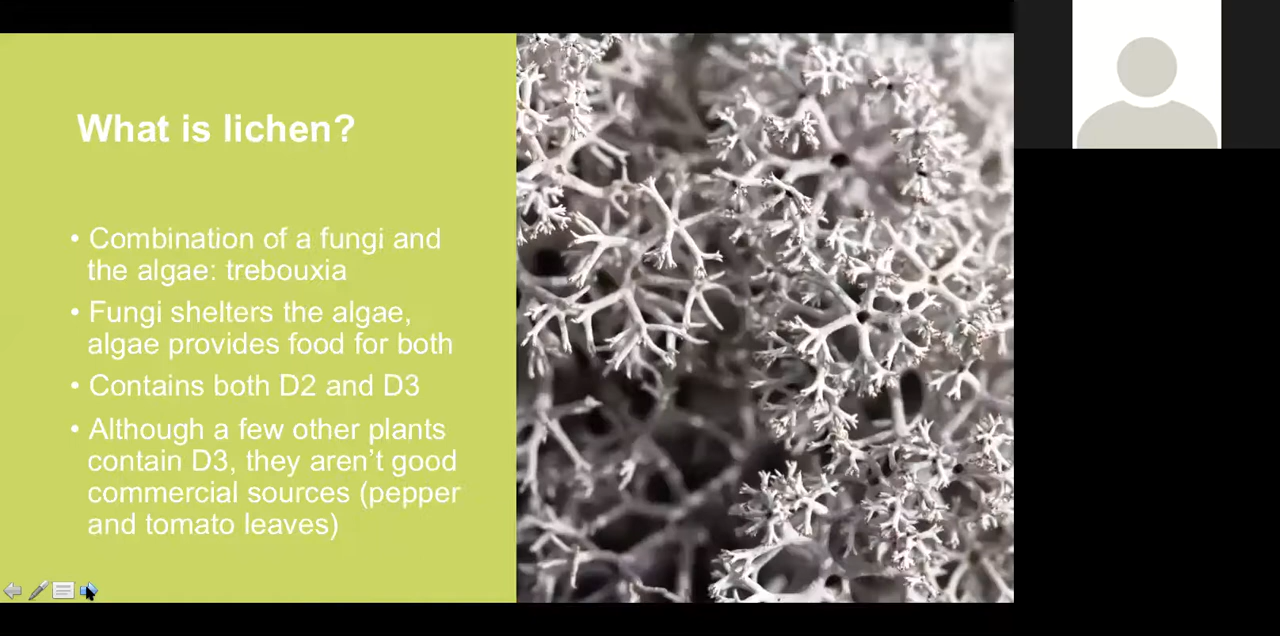 What is lichen?
• Combination of a fungi and
the algae: trebouxia
• Fungi shelters the algae,
algae provides food for both
• Contains both D2 and D3
• Although a few other plants
contain D3, they aren’t good
commercial sources (pepper
and tomato leaves)